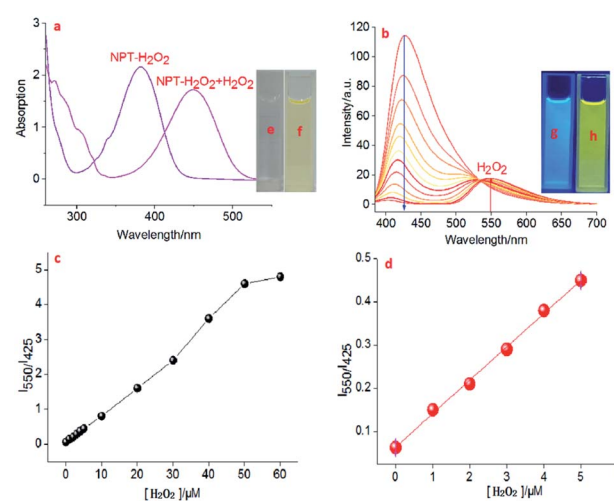 a
NPT-H₂O₂
NPT-H₂O₂+H₂O₂
Absorption
3
2
1
0
300
400
500
Wavelength/nm
e
f
b
Intensity/a.u.
120
100
80
60
40
20
0
H₂O₂
400
450
500
550
600
700
Wavelength/nm
g
h
c
I₅₅₀/I₄₂₅
5
4
3
2
1
0
0
10
20
30
40
50
60
[H₂O₂]/μM
d
I₅₅₀/I₄₂₅
0.5
0.4
0.3
0.2
0.1
0
1
2
3
4
5
[H₂O₂]/μM